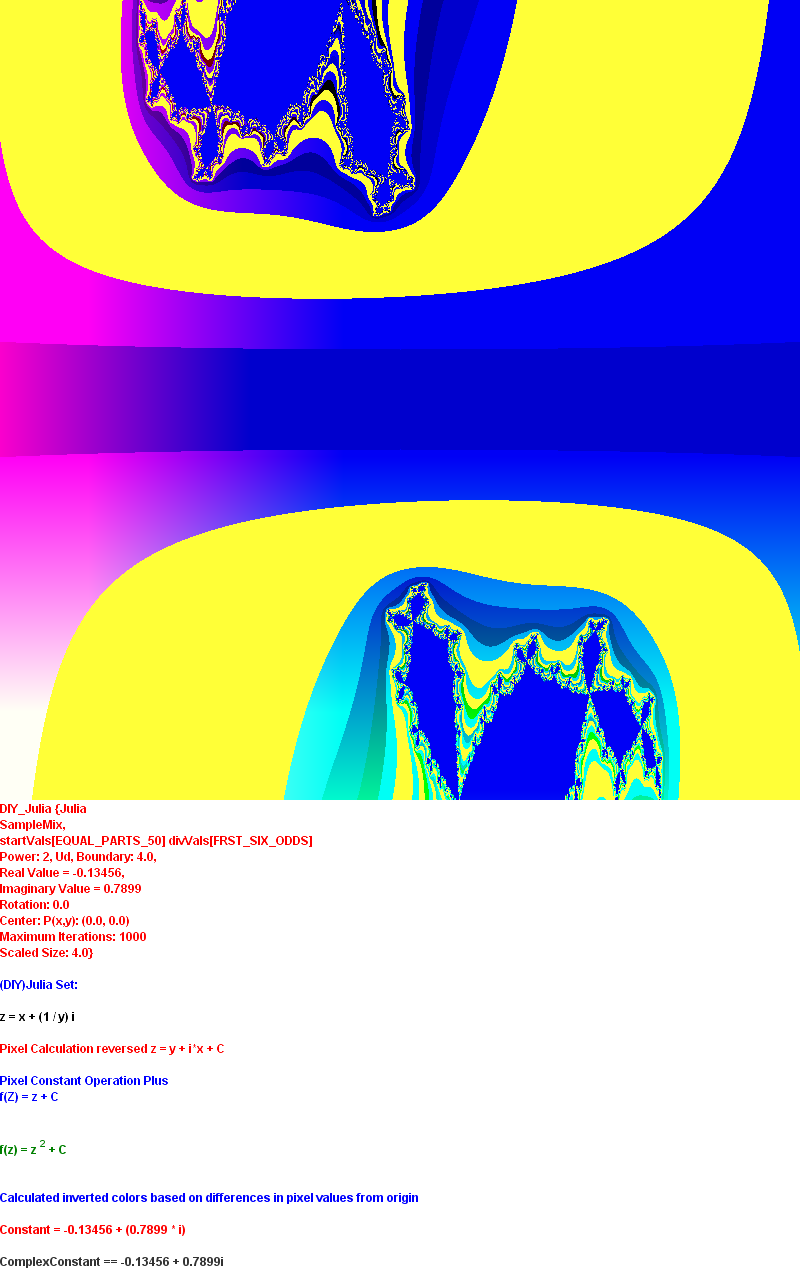 DIY_Julia {Julia
SampleMix,
startVals[EQUAL_PARTS_50] divVals[FRST_SIX_ODDS]
Power: 2, Ud, Boundary: 4.0,
Real Value = -0.13456,
Imaginary Value = 0.7899
Rotation: 0.0
Center: P(x,y): (0.0, 0.0)
Maximum Iterations: 1000
Scaled Size: 4.0}
(DIY)Julia Set:
z = x + (1 / y) i
Pixel Calculation reversed z = y + i*x + C
Pixel Constant Operation Plus
f(Z) = z + C
f(z) = z ² + C
Calculated inverted colors based on differences in pixel values from origin
Constant = -0.13456 + (0.7899 * i)
ComplexConstant == -0.13456 + 0.7899i